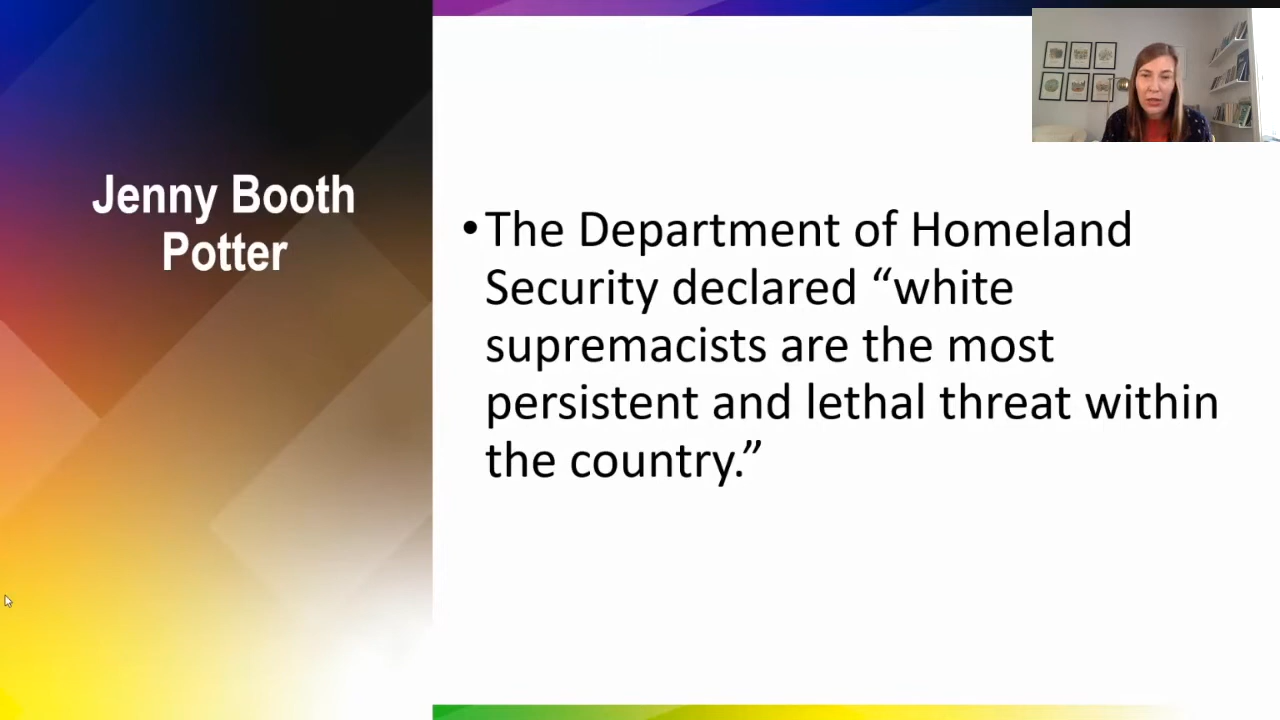 Jenny Booth
Potter
•The Department of Homeland
Security declared “white
supremacists are the most
persistent and lethal threat within
the country.”